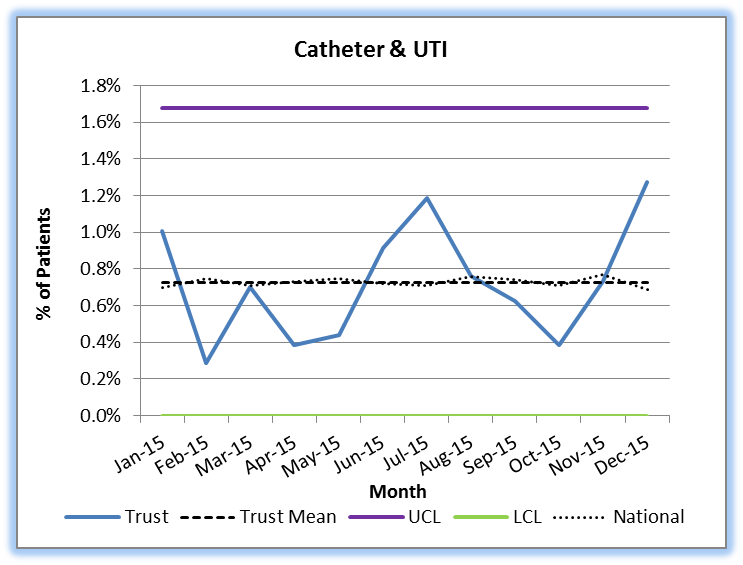 Catheter & UTI
1.8%
1.6%
1.4%
1.2%
1.0%
0.8%
0.6%
0.4%
0.2%
0.0%
% of Patients
Jan-15 Feb-15 Mar-15 Apr-15 May-15 Jun-15 Jul-15 Aug-15 Sep-15 Oct-15 Nov-15 Dec-15
Month
Trust Trust Mean UCL LCL National